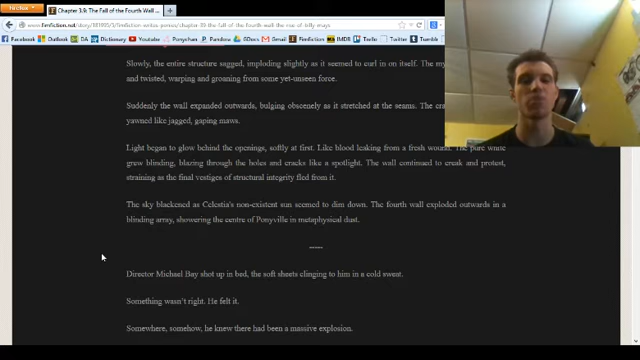 fimfiction
Chapter 3.9: The Fall of the Fourth Wall
www.fimfiction.net/story/
Facebook Outlook DA Dictionary Youtube Ponychan Pandora GDocs Fimfiction Gmail Twitter Tumblr
Slowly, the entire structure sagged, imploding slightly as it seemed to curl in on itself. The
and twisted, warping and groaning from some yet-unseen force.
Suddenly the wall expanded outwards, bulging obscenely as it stretched at the seams. The
yawned like jagged, gaping maws.
Light began to glow behind the openings, softly at first. Like blood leaking from a fresh wound. The pure white
grew blinding, blazing through the holes and cracks like a spotlight. The wall continued to creak and protest,
straining as the final vestiges of structural integrity fled from it.
The sky blackened as Celestia's non-existent sun seemed to dim down. The fourth wall exploded outwards in a
blinding array, showering the centre of Ponyville in metaphysical dust.
-----
Director Michael Bay shot up in bed, the soft sheets clinging to him in a cold sweat.
Something wasn't right. He felt it.
Somewhere, somehow, he knew there had been a massive explosion.